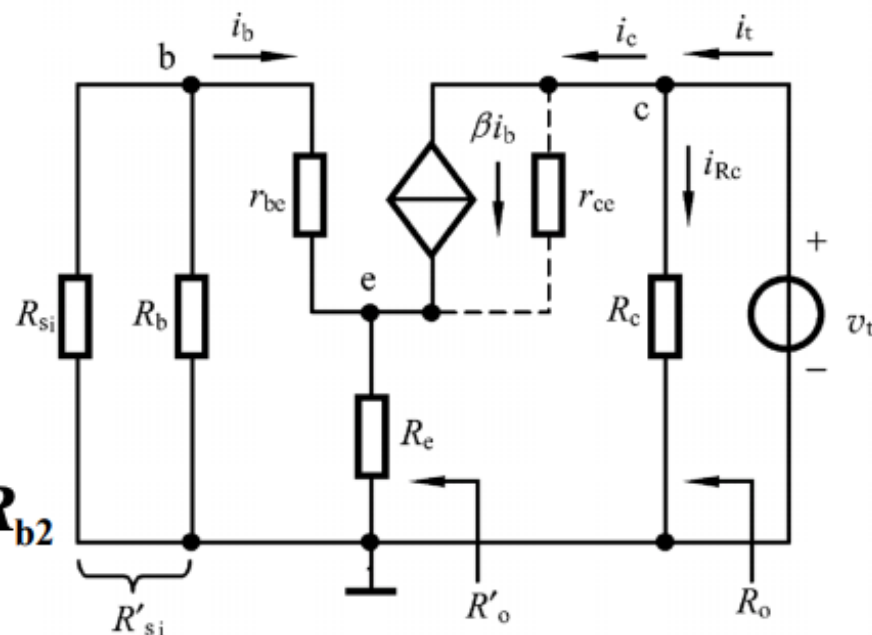 b i_b i_c i_t
c
βi_b i_Rc
r_be r_ce
e
R_si R_b R_c + v_t −
R_e
R_b2
R'_si R'_o R_o